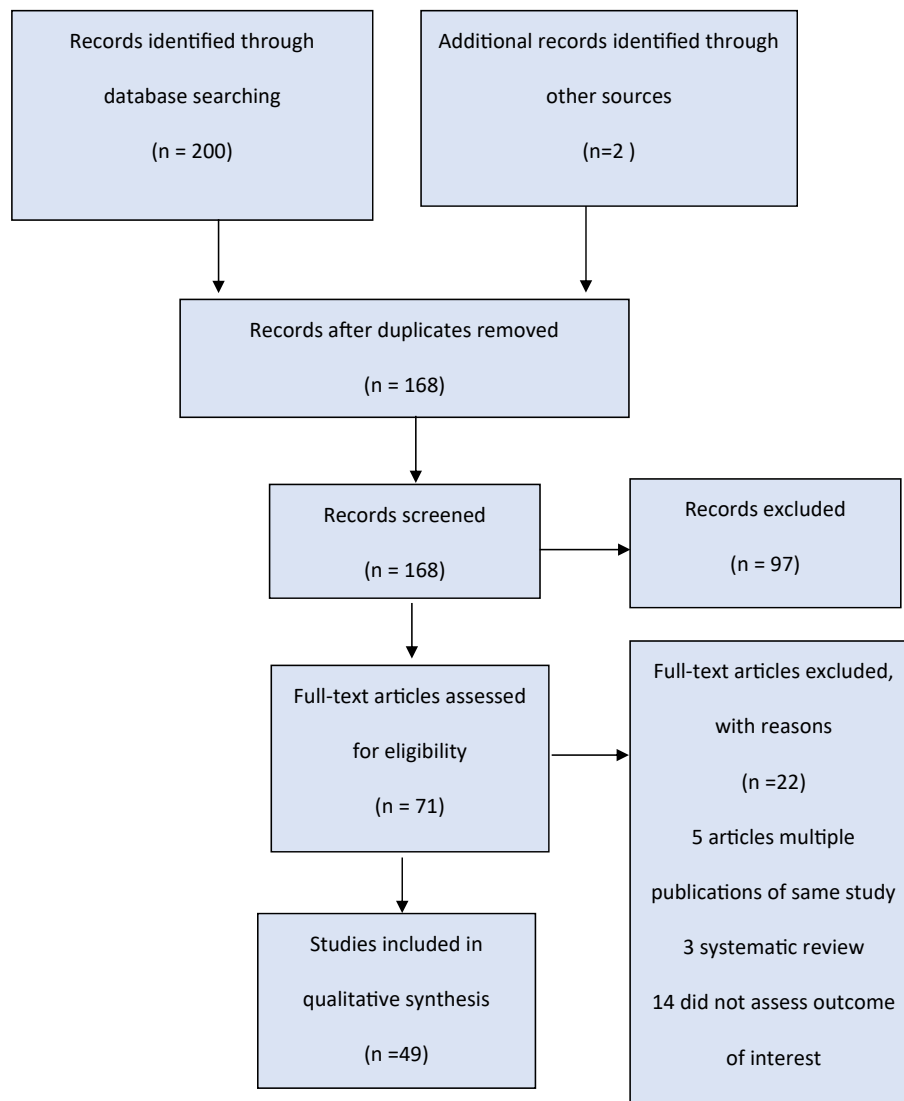 Records identified through
database searching
(n = 200)
Additional records identified through
other sources
(n=2 )
Records after duplicates removed
(n = 168)
Records screened
(n = 168)
Records excluded
(n = 97)
Full-text articles assessed
for eligibility
(n = 71)
Full-text articles excluded,
with reasons
(n =22)
5 articles multiple
publications of same study
3 systematic review
14 did not assess outcome
of interest
Studies included in
qualitative synthesis
(n =49)